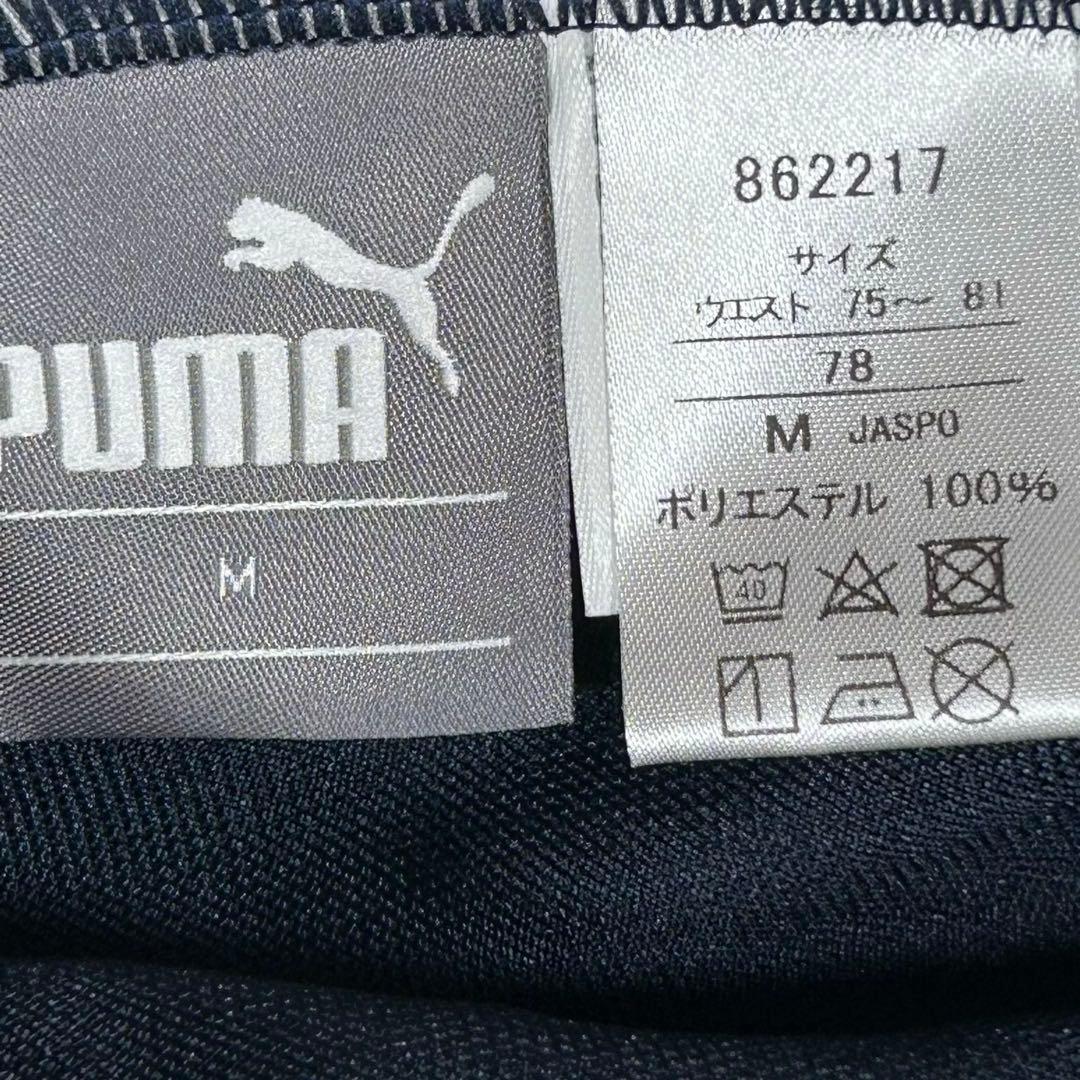 PUMA
M
862217
サイズ
ウエスト 75～81
78
M JASPO
ポリエステル 100%
40